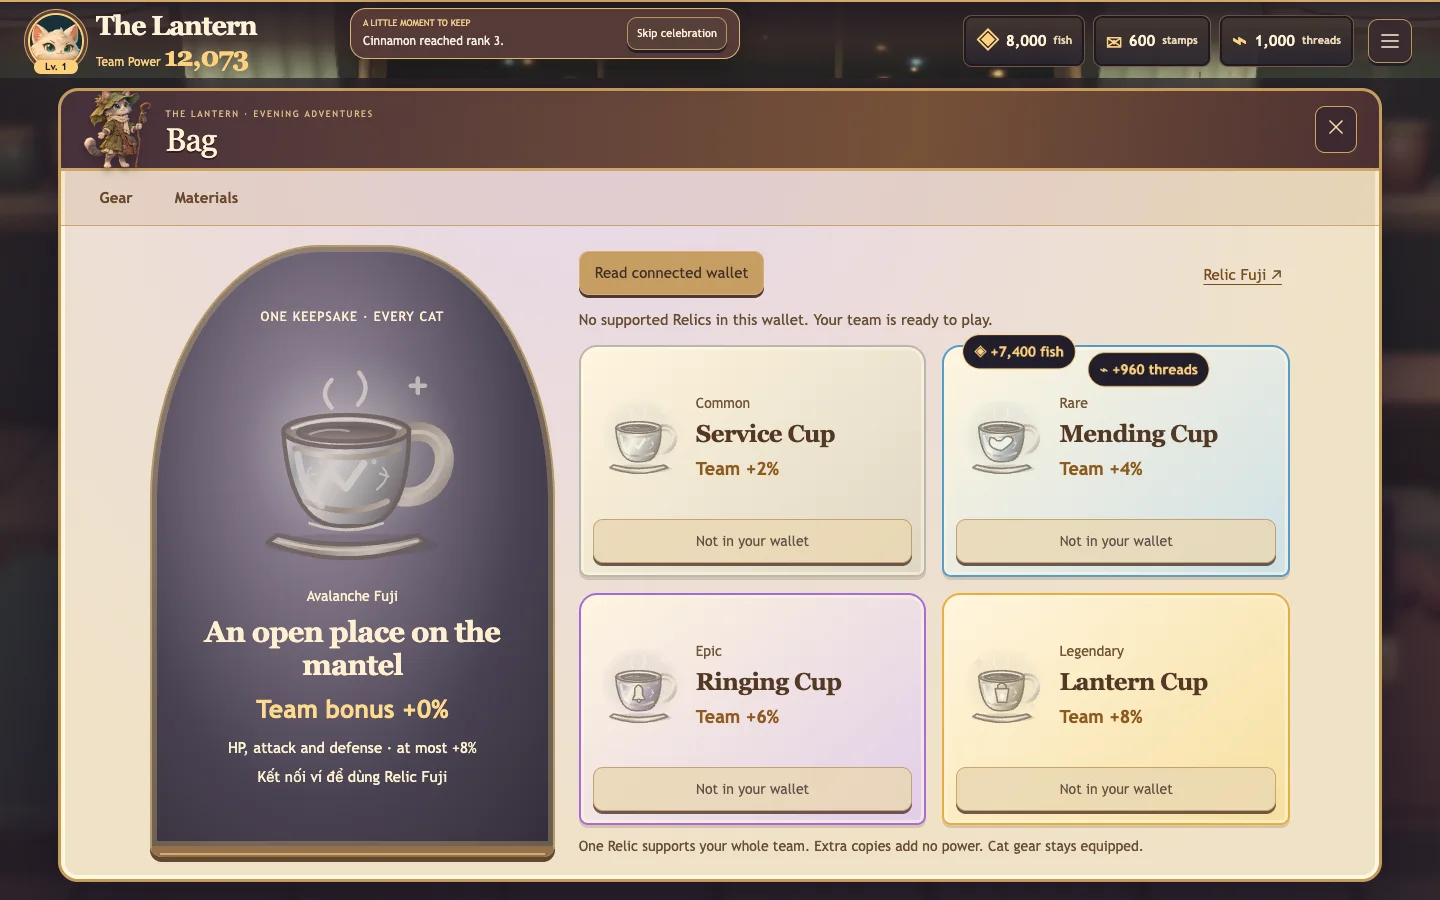 The Lantern
Team Power 12,073
Lv. 1
A LITTLE MOMENT TO KEEP
Cinnamon reached rank 3.
Skip celebration
8,000 fish
600 stamps
1,000 threads
THE LANTERN · EVENING ADVENTURES
Bag
Gear
Materials
ONE KEEPSAKE · EVERY CAT
Avalanche Fuji
An open place on the
mantel
Team bonus +0%
HP, attack and defense · at most +8%
Kết nối ví để dùng Relic Fuji
Read connected wallet
Relic Fuji ↗
No supported Relics in this wallet. Your team is ready to play.
+7,400 fish
+960 threads
Common
Service Cup
Team +2%
Not in your wallet
Rare
Mending Cup
Team +4%
Not in your wallet
Epic
Ringing Cup
Team +6%
Not in your wallet
Legendary
Lantern Cup
Team +8%
Not in your wallet
One Relic supports your whole team. Extra copies add no power. Cat gear stays equipped.